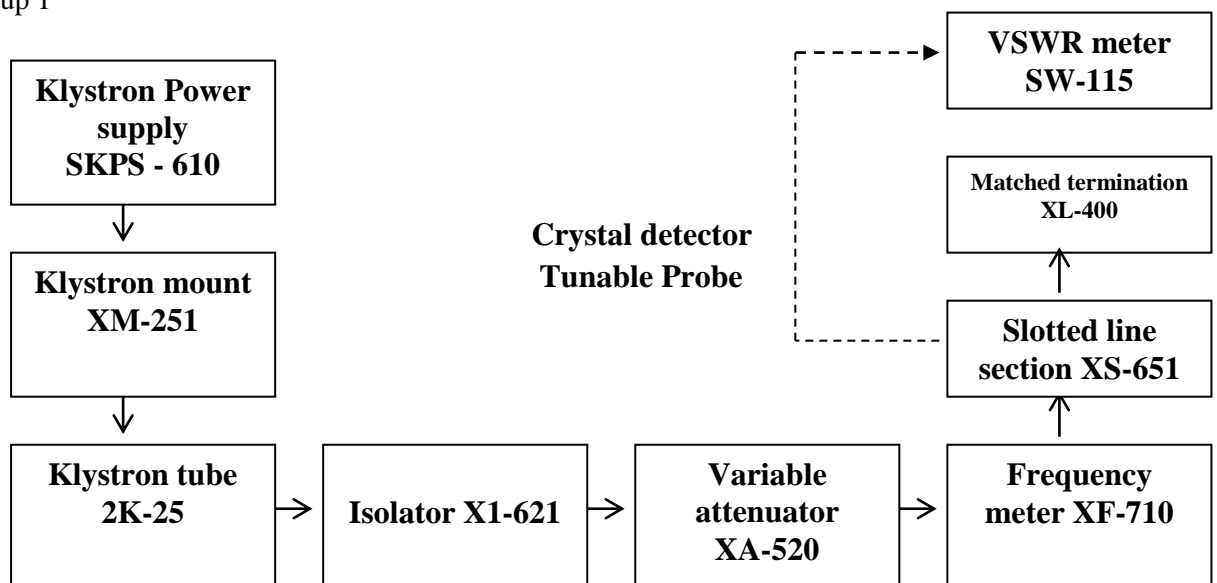 up 1
Klystron Power
supply
SKPS - 610
Klystron mount
XM-251
Klystron tube
2K-25
Isolator X1-621
Variable
attenuator
XA-520
Frequency
meter XF-710
Slotted line
section XS-651
Matched termination
XL-400
Crystal detector
Tunable Probe
VSWR meter
SW-115